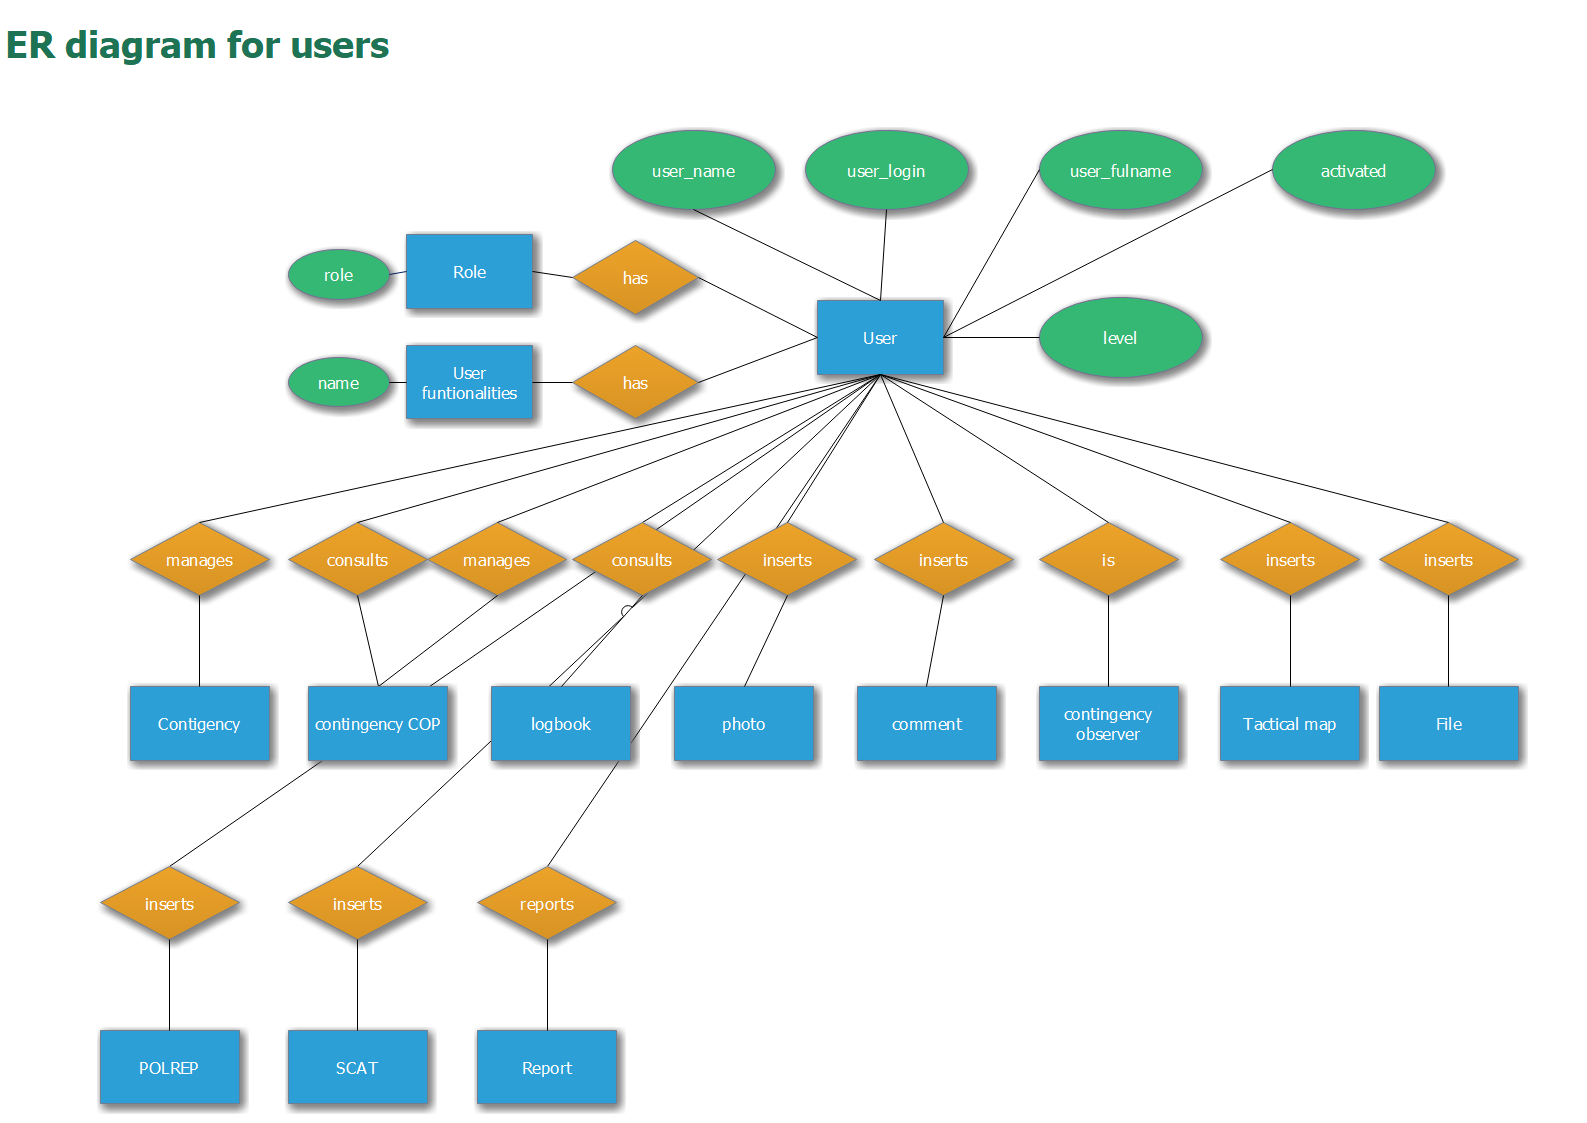 ER diagram for users
user_name
user_login
user_fulname
activated
role
Role
has
User
level
name
User
funtionalities
has
manages
consults
manages
consults
inserts
inserts
is
inserts
inserts
Contigency
contingency COP
logbook
photo
comment
contingency
observer
Tactical map
File
inserts
inserts
reports
POLREP
SCAT
Report